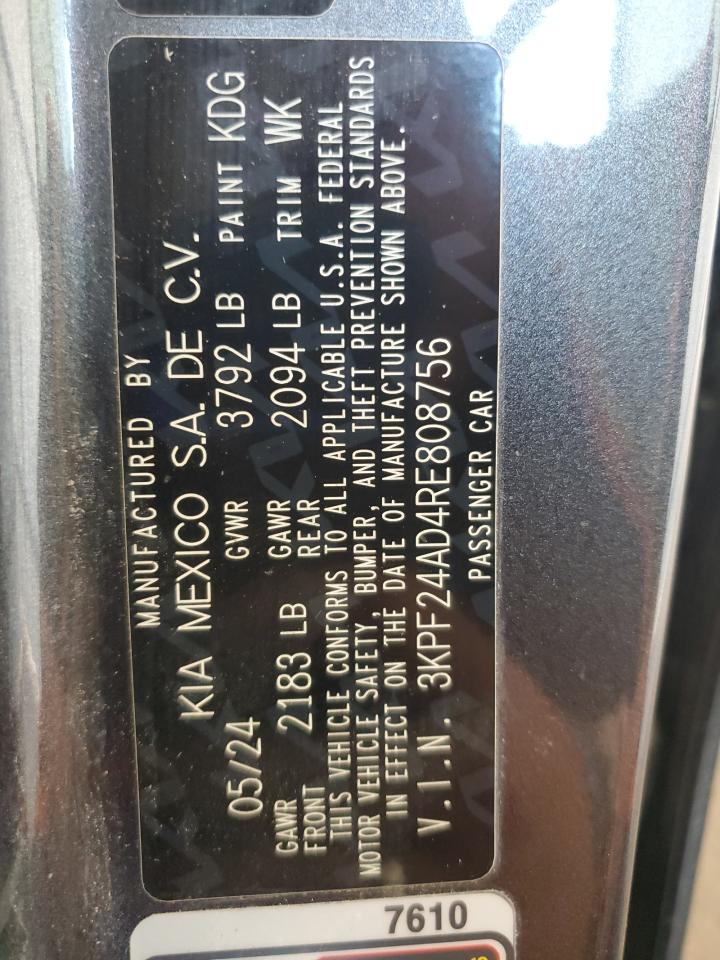 MANUFACTURED BY
KIA MEXICO S.A. DE C.V.
05/24 GVWR 3792 LB PAINT KDG
GAWR FRONT 2183 LB GAWR REAR 2094 LB TRIM WK
THIS VEHICLE CONFORMS TO ALL APPLICABLE U.S.A. FEDERAL
MOTOR VEHICLE SAFETY, BUMPER, AND THEFT PREVENTION STANDARDS
IN EFFECT ON THE DATE OF MANUFACTURE SHOWN ABOVE.
V.I.N. 3KPF24AD4RE808756
PASSENGER CAR
7610